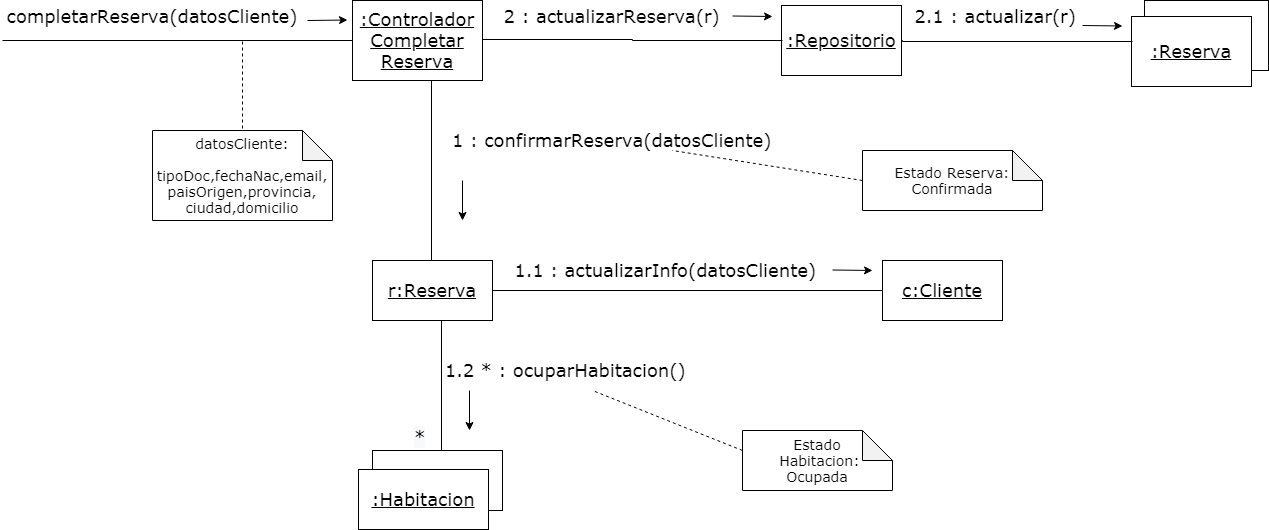 completarReserva(datosCliente)
:Controlador
Completar
Reserva
2 : actualizarReserva(r)
:Repositorio
2.1 : actualizar(r)
:Reserva
datosCliente:
tipoDoc,fechaNac,email,
paisOrigen,provincia,
ciudad,domicilio
1 : confirmarReserva(datosCliente)
Estado Reserva:
Confirmada
r:Reserva
1.1 : actualizarInfo(datosCliente)
c:Cliente
1.2 * : ocuparHabitacion()
*
:Habitacion
Estado
Habitacion:
Ocupada